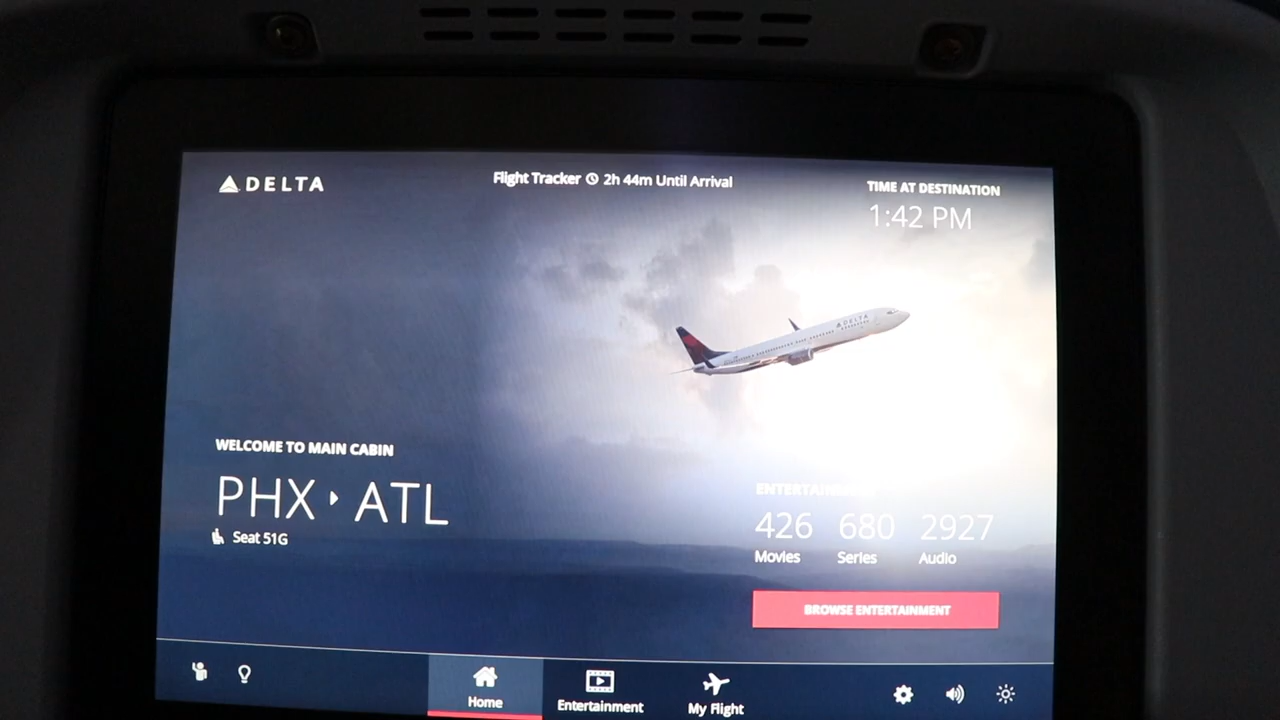 DELTA
Flight Tracker 2h 44m Until Arrival
TIME AT DESTINATION
1:42 PM
DELTA
WELCOME TO MAIN CABIN
PHX ATL
Seat 51G
426 680 2927
Movies Series Audio
BROWSE ENTERTAINMENT
Home
Entertainment
My Flight